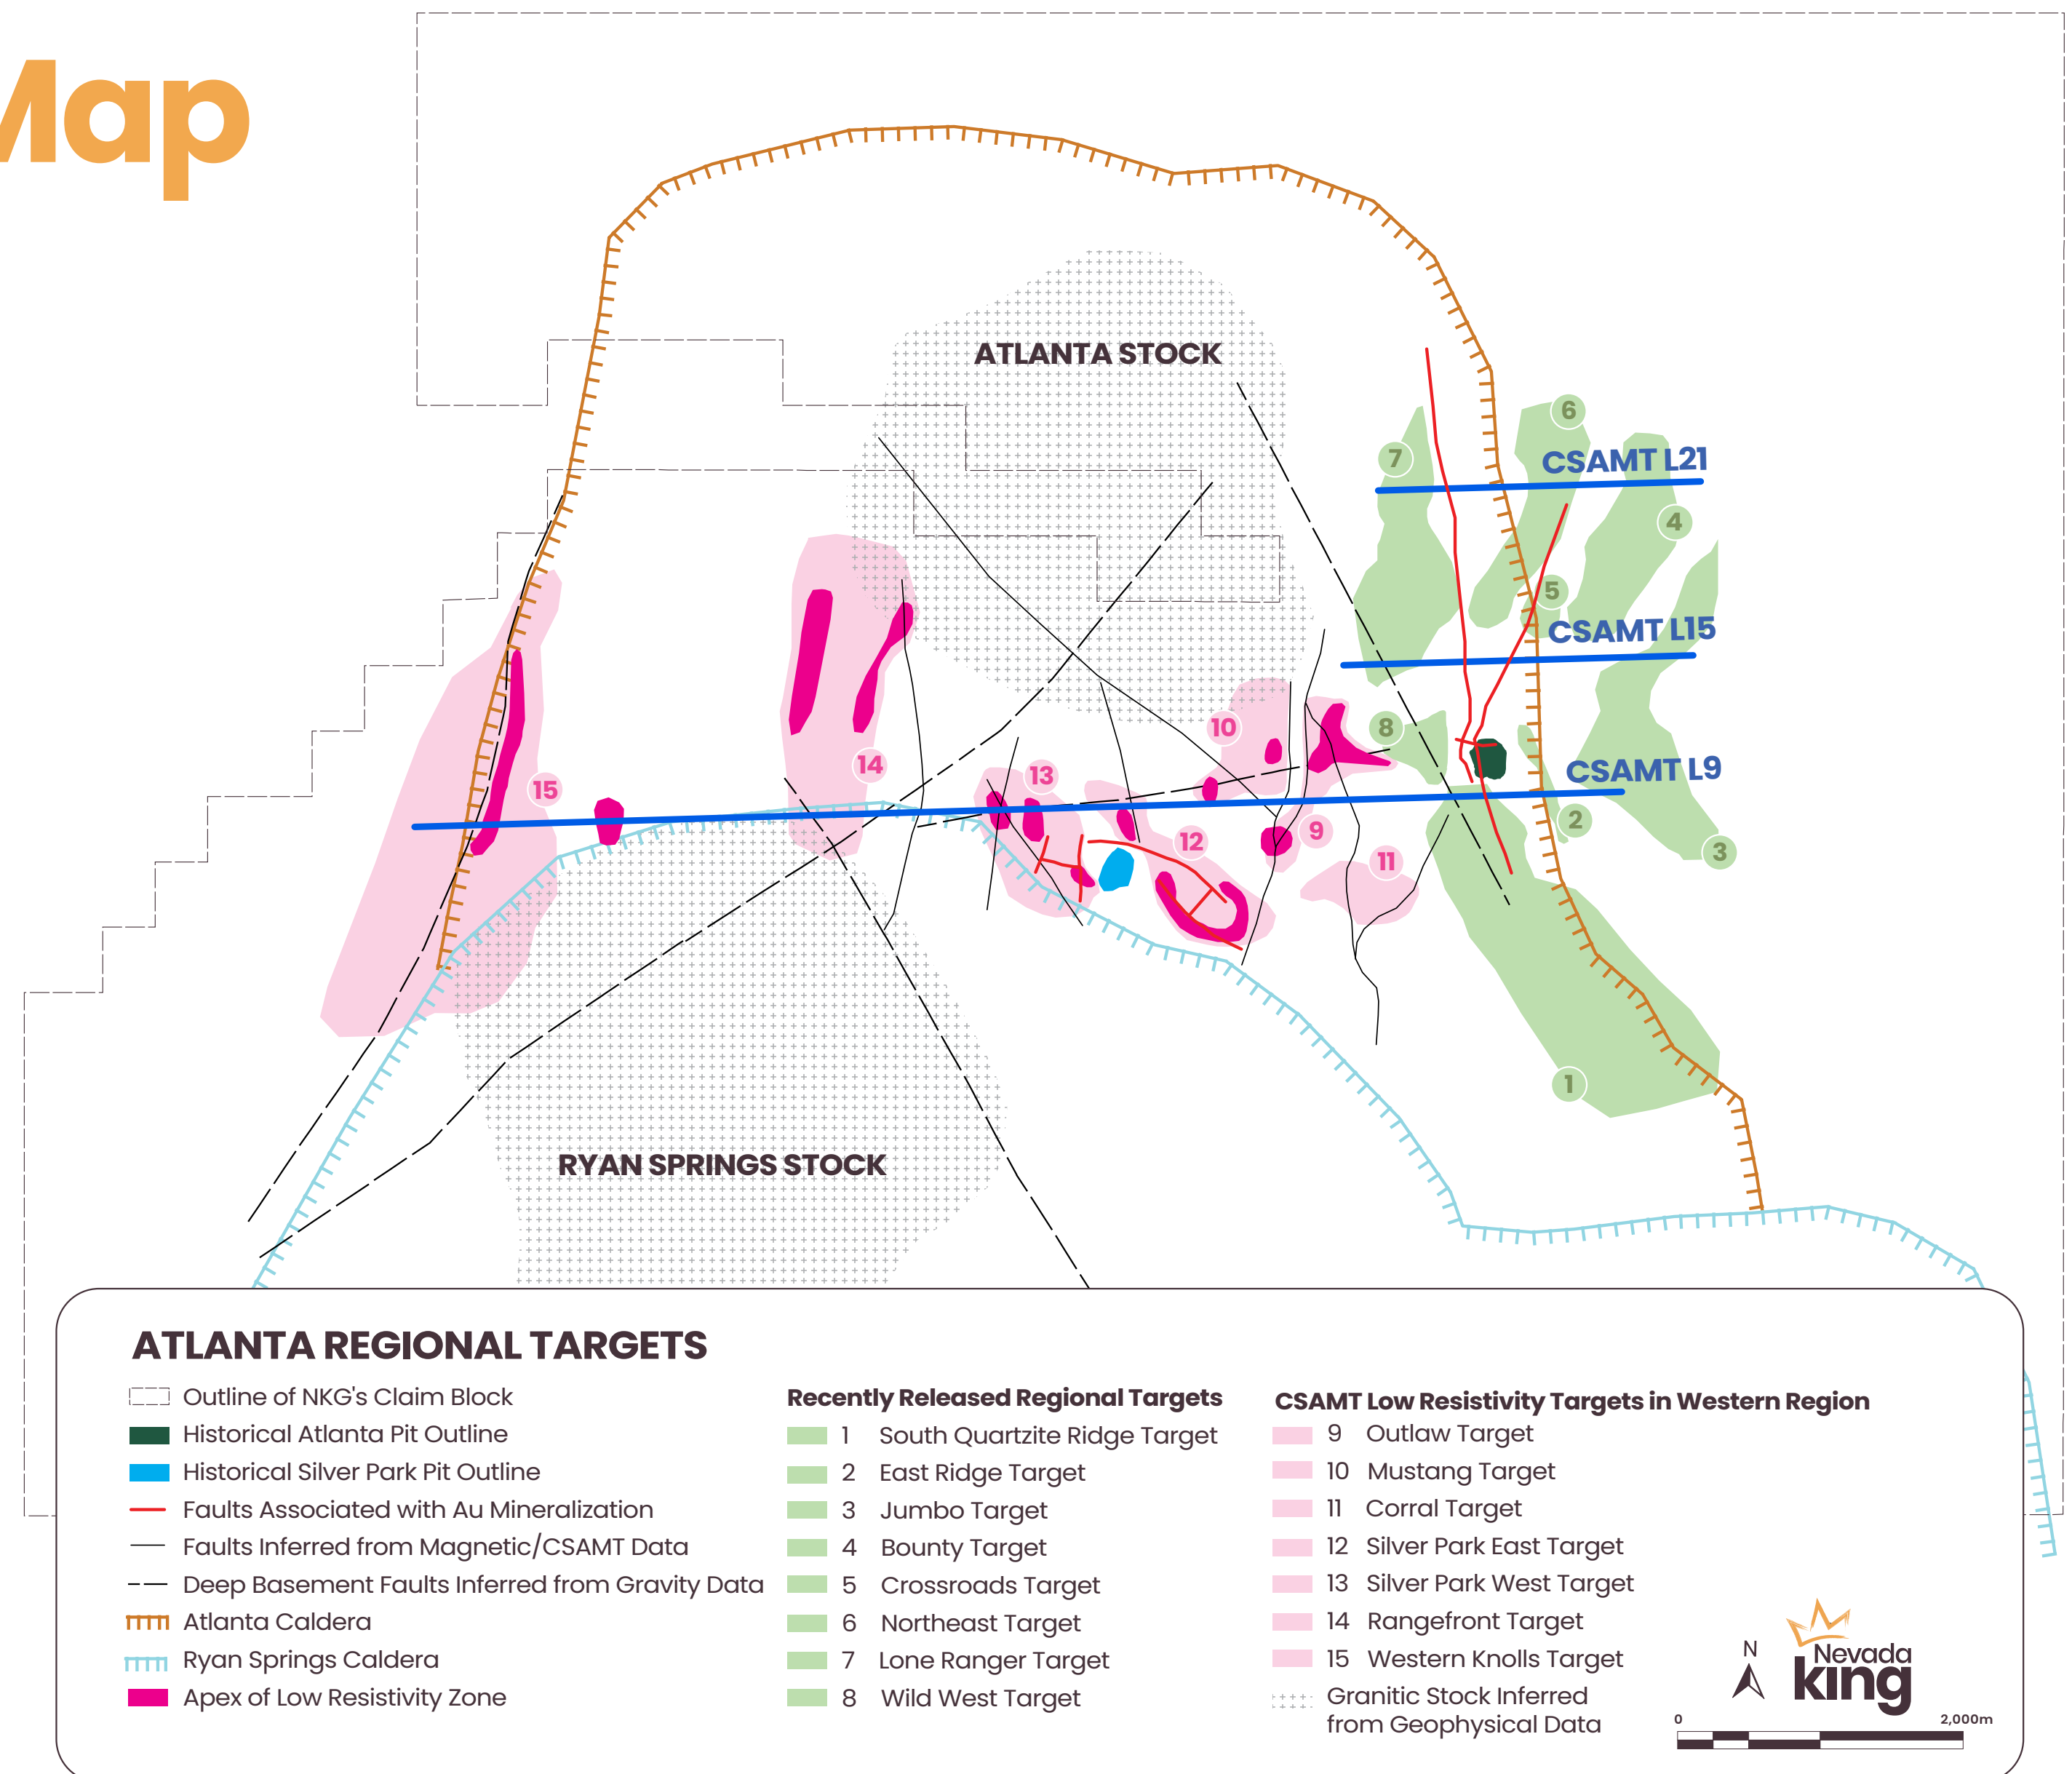 Map
ATLANTA STOCK
6
7
CSAMT L21
4
5
CSAMT L15
10
8
14
13
15
CSAMT L9
2
9
12
3
11
1
RYAN SPRINGS STOCK
ATLANTA REGIONAL TARGETS
Outline of NKG's Claim Block
Historical Atlanta Pit Outline
Historical Silver Park Pit Outline
Faults Associated with Au Mineralization
Faults Inferred from Magnetic/CSAMT Data
Deep Basement Faults Inferred from Gravity Data
Atlanta Caldera
Ryan Springs Caldera
Apex of Low Resistivity Zone
Recently Released Regional Targets
1 South Quartzite Ridge Target
2 East Ridge Target
3 Jumbo Target
4 Bounty Target
5 Crossroads Target
6 Northeast Target
7 Lone Ranger Target
8 Wild West Target
CSAMT Low Resistivity Targets in Western Region
9 Outlaw Target
10 Mustang Target
11 Corral Target
12 Silver Park East Target
13 Silver Park West Target
14 Rangefront Target
15 Western Knolls Target
Granitic Stock Inferred
from Geophysical Data
N
Nevada
king
0 2,000m